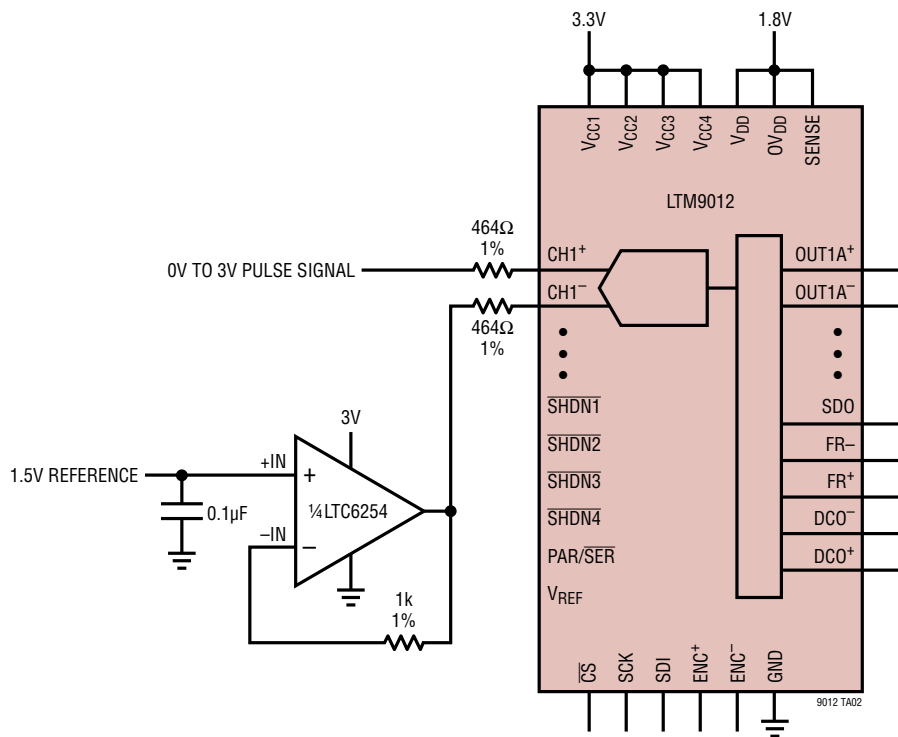 3.3V 1.8V
VCC1 VCC2 VCC3 VCC4 VDD OVDD SENSE
LTM9012
464Ω
1%
0V TO 3V PULSE SIGNAL CH1+ OUT1A+
CH1– OUT1A–
464Ω
1%
SHDN1 SDO
SHDN2 FR–
3V
SHDN3 FR+
1.5V REFERENCE +IN +
0.1µF ¼LTC6254 SHDN4 DCO–
–IN –
PAR/SER DCO+
VREF
1k
1%
CS SCK SDI ENC+ ENC– GND
9012 TA02